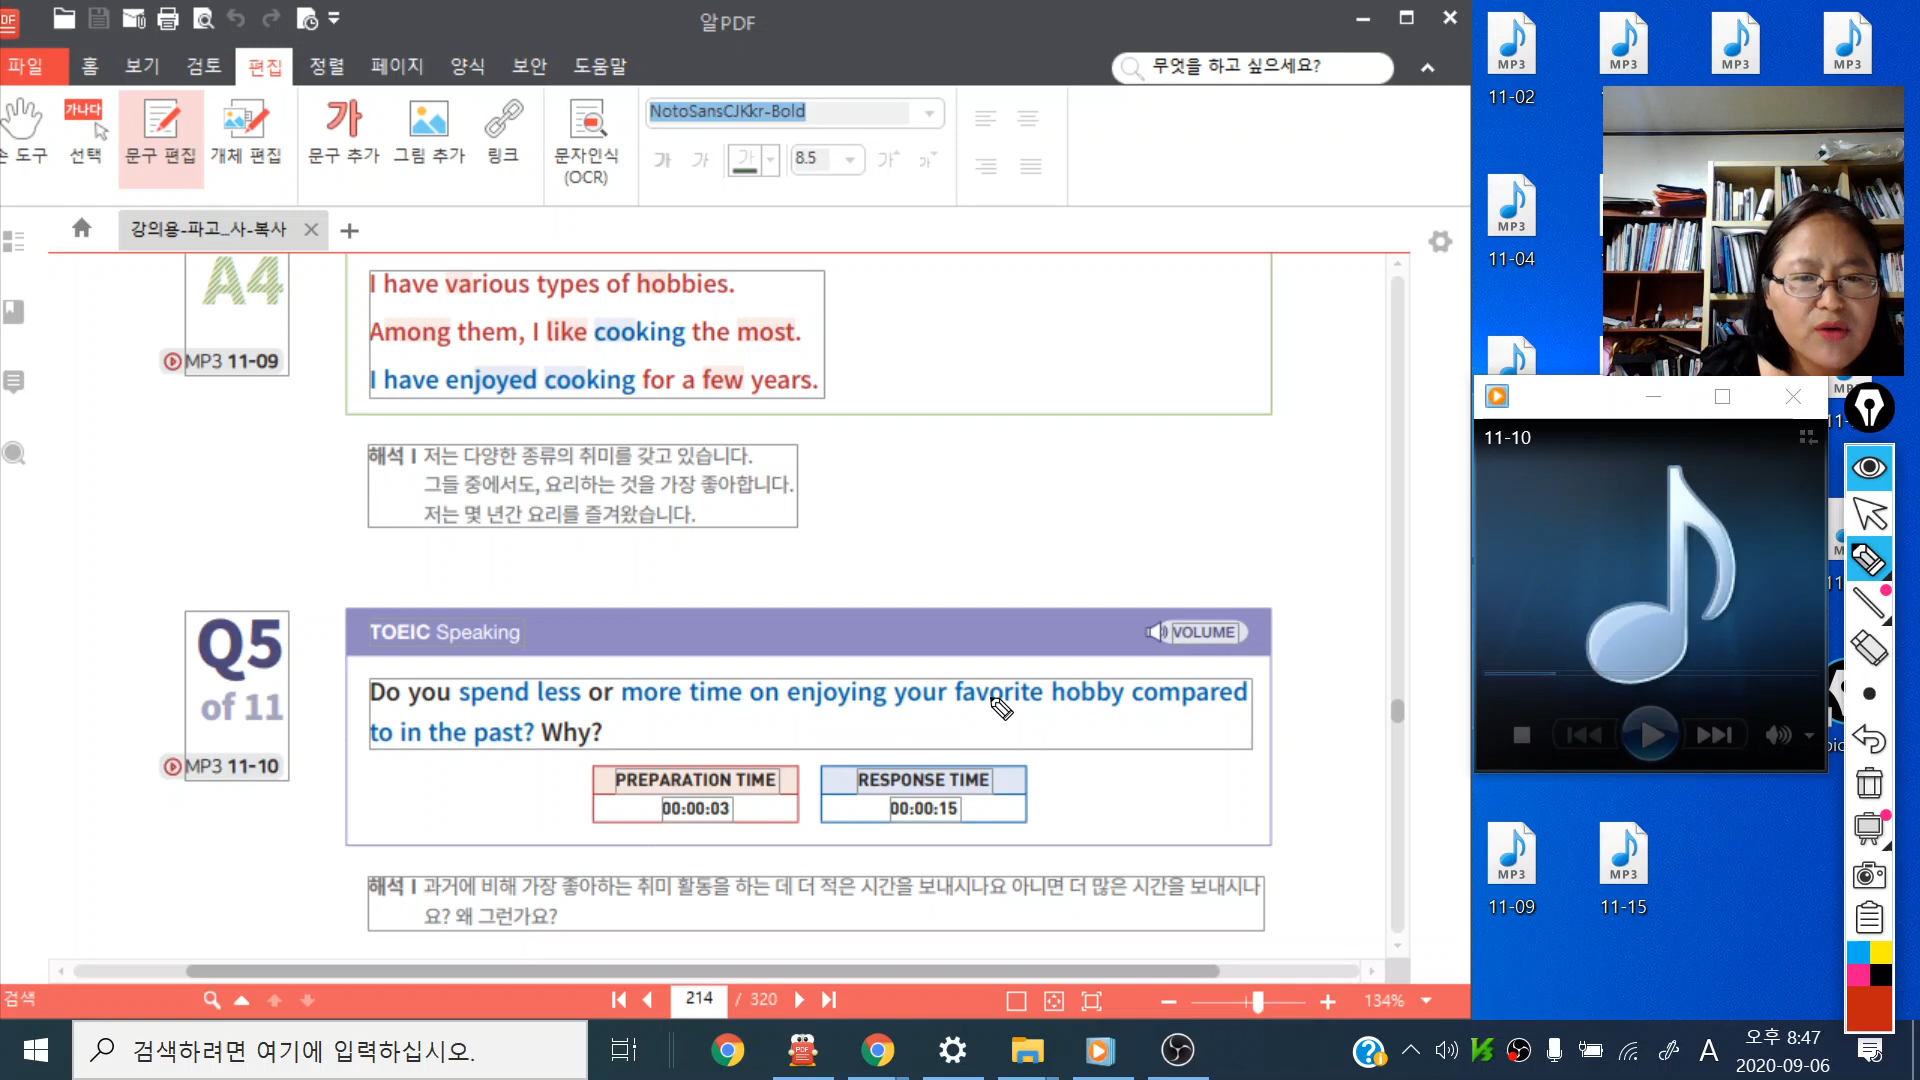 알PDF
파일 홈 보기 검토 편집 정렬 페이지 양식 보안 도움말
무엇을 하고 싶으세요?
가나다
손 도구 선택 문구 편집 개체 편집 문구 추가 그림 추가 링크 문자인식
(OCR)
NotoSansCJKkr-Bold
8.5
강의용-파고_사-복사
A4
I have various types of hobbies.
Among them, I like cooking the most.
MP3 11-09
I have enjoyed cooking for a few years.
해석 I 저는 다양한 종류의 취미를 갖고 있습니다.
그들 중에서도, 요리하는 것을 가장 좋아합니다.
저는 몇 년간 요리를 즐겨왔습니다.
Q5
of 11
MP3 11-10
TOEIC Speaking
VOLUME
Do you spend less or more time on enjoying your favorite hobby compared
to in the past? Why?
PREPARATION TIME
00:00:03
RESPONSE TIME
00:00:15
해석 I 과거에 비해 가장 좋아하는 취미 활동을 하는 데 더 적은 시간을 보내시나요 아니면 더 많은 시간을 보내시나
요? 왜 그런가요?
검색
214 / 320
134%
MP3 MP3 MP3 MP3
11-02
MP3
11-04
11-10
MP3 MP3
11-09 11-15
검색하려면 여기에 입력하십시오.
A
오후 8:47
2020-09-06